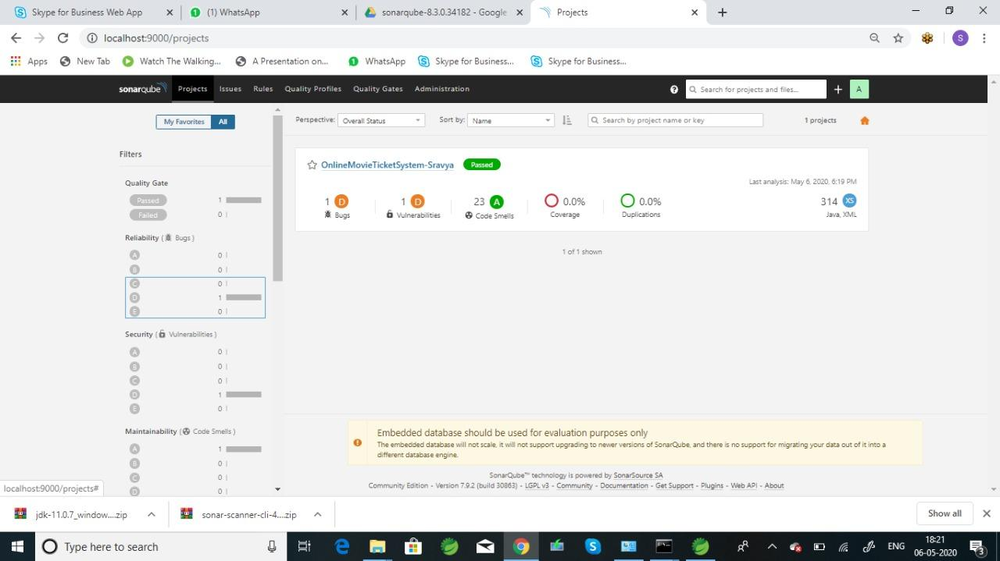 Skype for Business Web App
(1) WhatsApp
sonarqube-8.3.0.34182 - Google
Projects
localhost:9000/projects
S
Apps
New Tab
Watch The Walking...
A Presentation on...
WhatsApp
Skype for Business...
Skype for Business...
sonarqube
Projects
Issues
Rules
Quality Profiles
Quality Gates
Administration
Search for projects and files...
A
My Favorites
All
Perspective:
Overall Status
Sort by:
Name
Search by project name or key
1 projects
Filters
Quality Gate
Passed 1
Failed 0
Reliability ( Bugs )
A 0
B 0
C 0
D 1
E 0
Security ( Vulnerabilities )
A 0
B 0
C 0
D 1
E 0
Maintainability ( Code Smells )
A 1
B 0
C 0
D 0
OnlineMovieTicketSystem-Sravya
Passed
Last analysis: May 6, 2020, 6:19 PM
1 D
Bugs
1 D
Vulnerabilities
23 A
Code Smells
0.0%
Coverage
0.0%
Duplications
314 XS
Java, XML
1 of 1 shown
Embedded database should be used for evaluation purposes only
The embedded database will not scale, it will not support upgrading to newer versions of SonarQube, and there is no support for migrating your data out of it into a
different database engine.
SonarQube™ technology is powered by SonarSource SA
Community Edition - Version 7.9.2 (build 30863) - LGPL v3 - Community - Documentation - Get Support - Plugins - Web API - About
localhost:9000/projects#
jdk-11.0.7_window....zip
sonar-scanner-cli-4....zip
Show all
Type here to search
ENG
18:21
06-05-2020
3